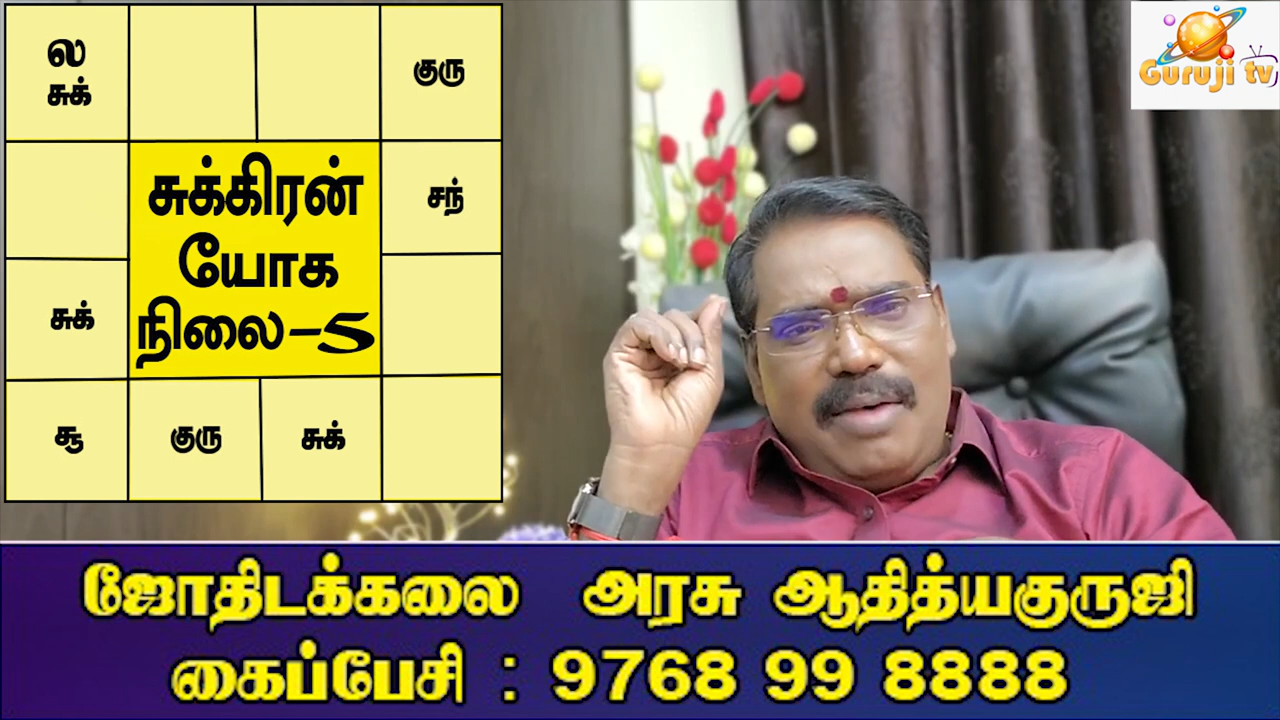 ல
சுக்
குரு
சுக்கிரன்
யோக
நிலை-5
சந்
சுக்
சூ
குரு
சுக்
Guruji tv
ஜோதிடக்கலை அரசு ஆதித்யகுருஜி
கைப்பேசி : 9768 99 8888